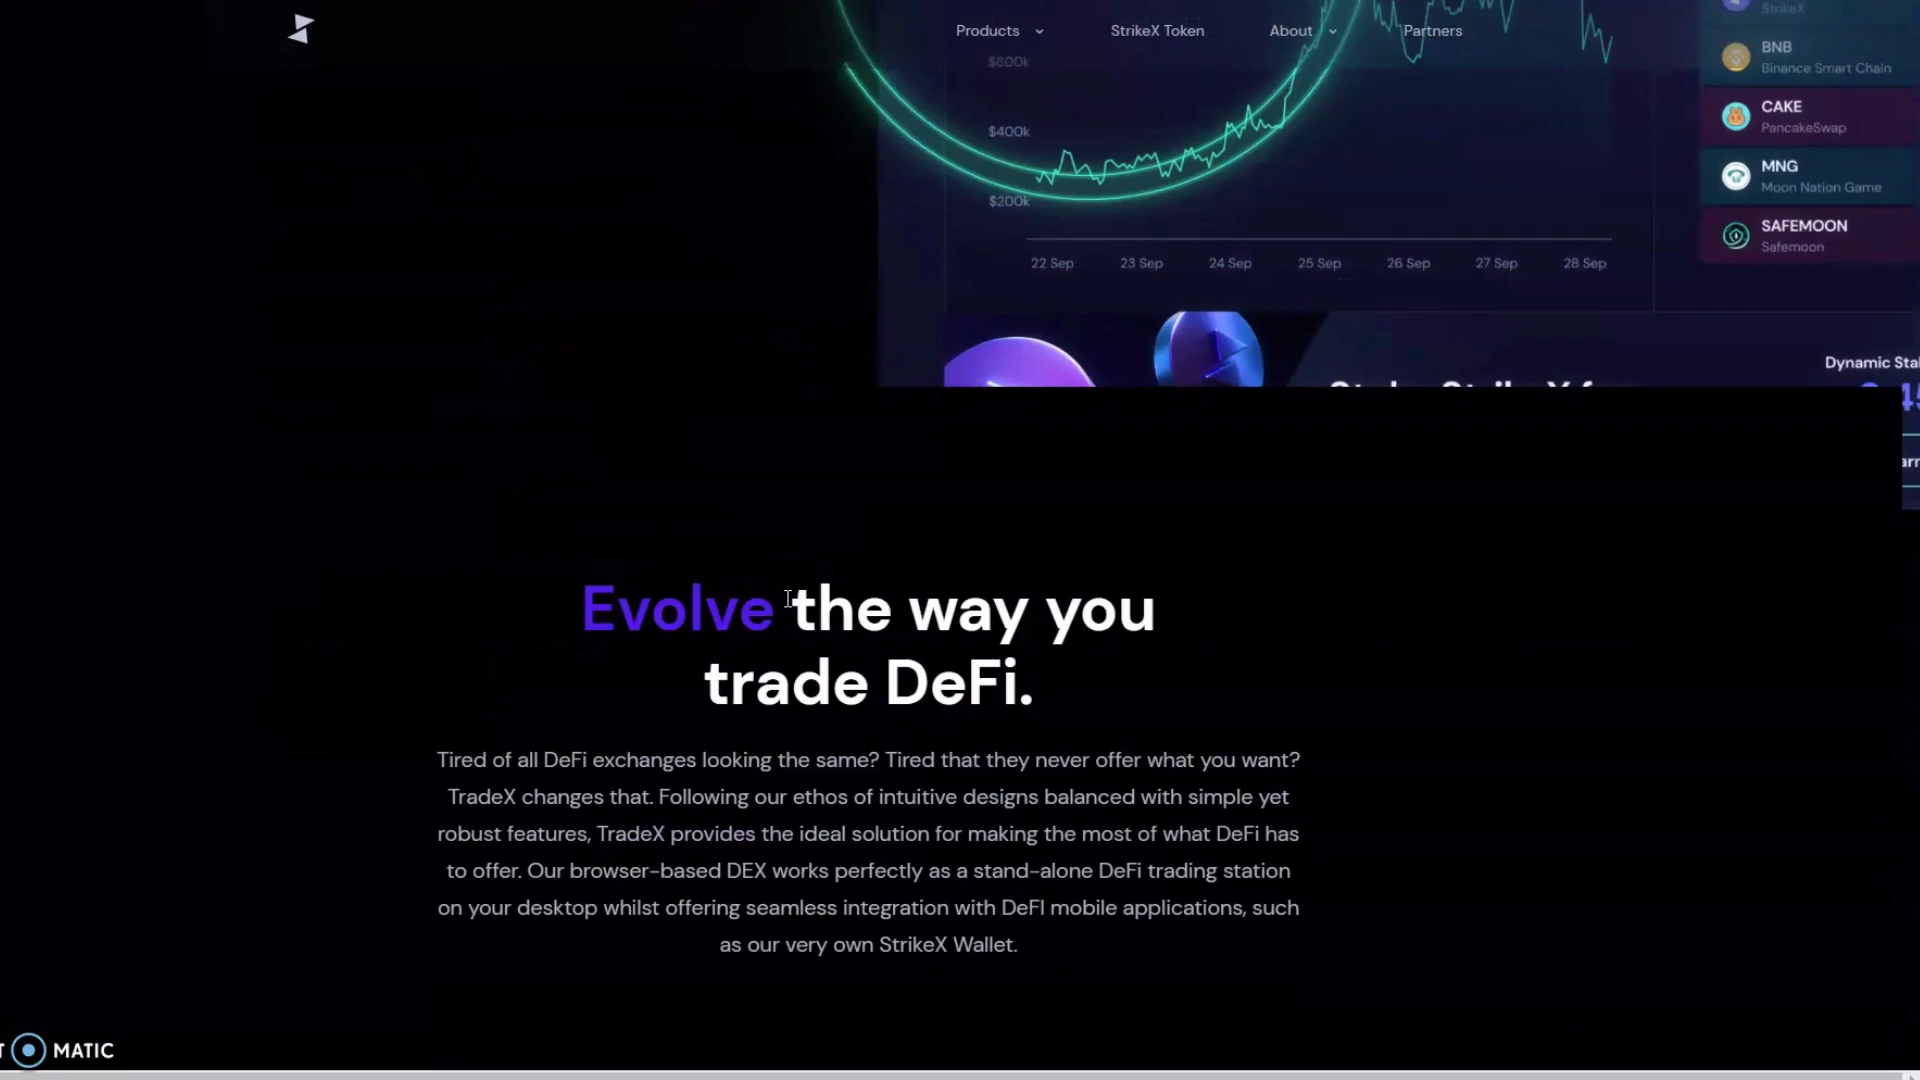 Products
StrikeX Token
About
Partners
StrikeX
BNB
Binance Smart Chain
CAKE
PancakeSwap
MNG
Moon Nation Game
SAFEMOON
Safemoon
$600k
$400k
$200k
22 Sep 23 Sep 24 Sep 25 Sep 26 Sep 27 Sep 28 Sep
Dynamic
Evolve the way you
trade DeFi.
Tired of all DeFi exchanges looking the same? Tired that they never offer what you want?
TradeX changes that. Following our ethos of intuitive designs balanced with simple yet
robust features, TradeX provides the ideal solution for making the most of what DeFi has
to offer. Our browser-based DEX works perfectly as a stand-alone DeFi trading station
on your desktop whilst offering seamless integration with DeFI mobile applications, such
as our very own StrikeX Wallet.
MATIC